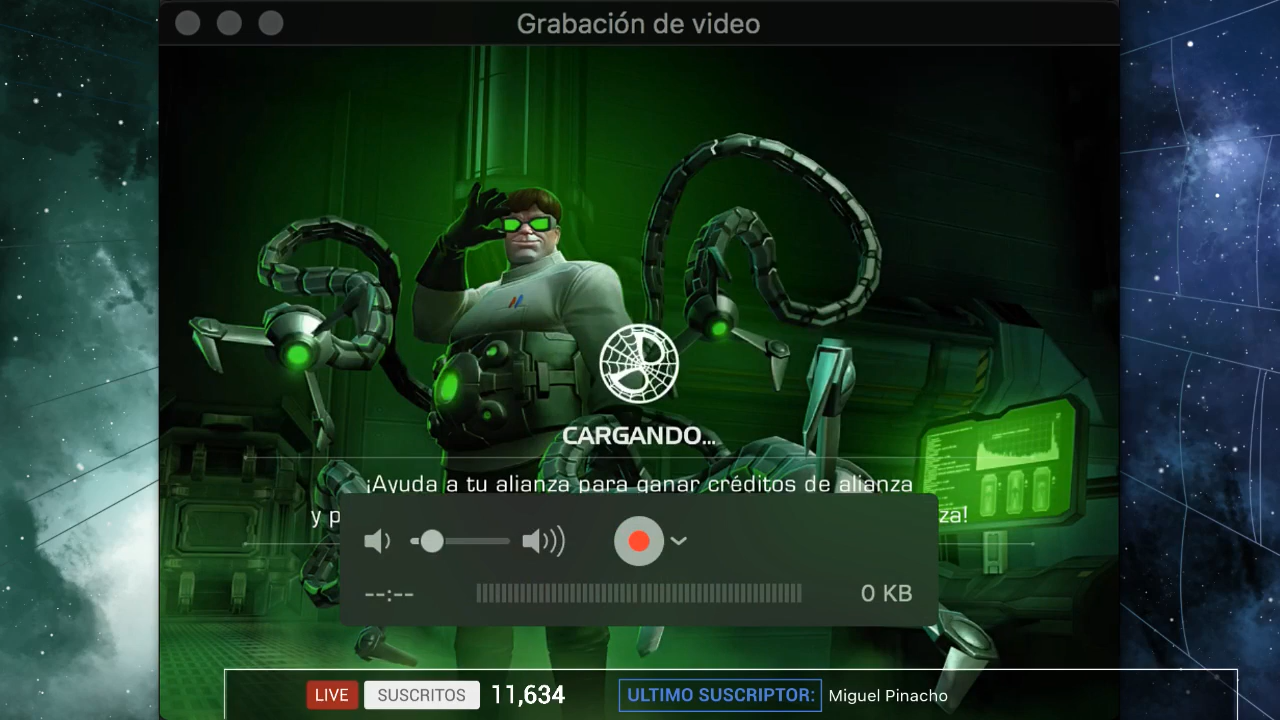 Grabación de video
CARGANDO...
¡Ayuda a tu alianza para ganar créditos de alianza
y p za!
--:-- 0 KB
LIVE SUSCRITOS 11,634 ULTIMO SUSCRIPTOR: Miguel Pinacho